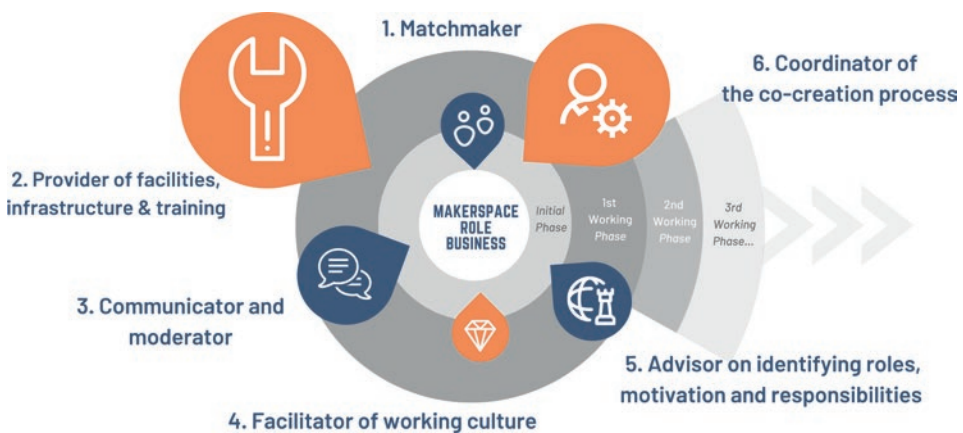 1. Matchmaker
6. Coordinator of
the co-creation process
2. Provider of facilities,
infrastructure & training
MAKERSPACE
ROLE
BUSINESS
Initial
Phase
1st
Working
Phase
2nd
Working
Phase
3rd
Working
Phase...
3. Communicator and
moderator
5. Advisor on identifying roles,
motivation and responsibilities
4. Facilitator of working culture